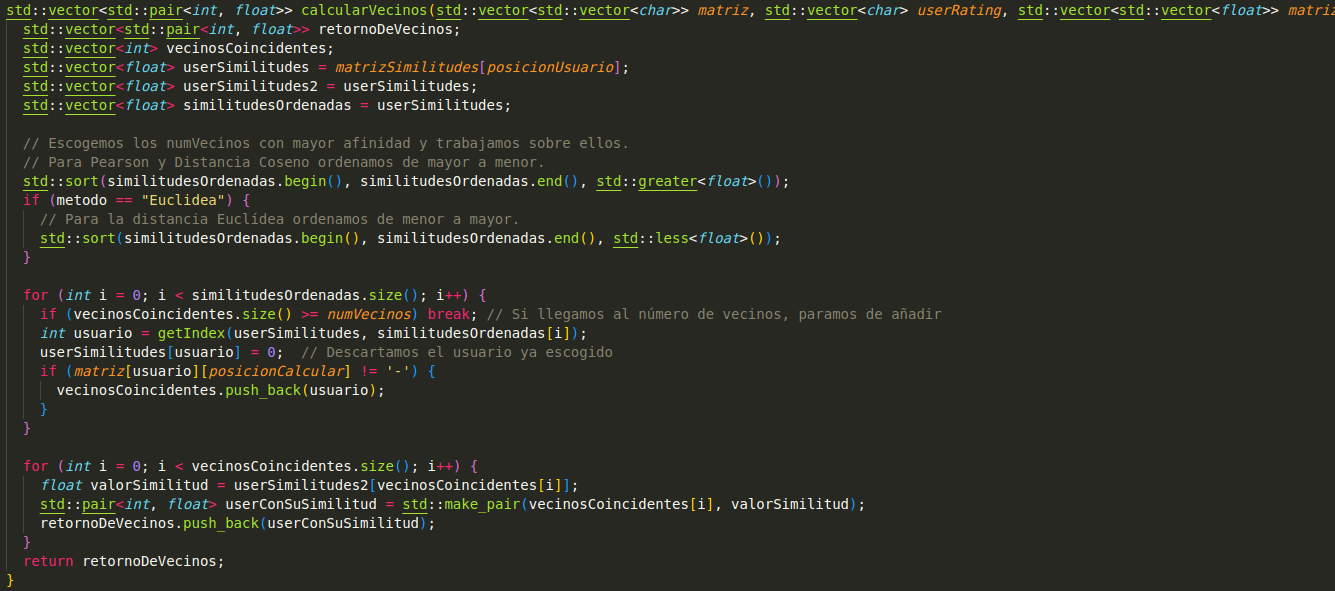 std::vector<std::pair<int, float>> calcularVecinos(std::vector<std::vector<char>> matriz, std::vector<char> userRating, std::vector<std::vector<float>> matriz
std::vector<std::pair<int, float>> retornoDeVecinos;
std::vector<int> vecinosCoincidentes;
std::vector<float> userSimilitudes = matrizSimilitudes[posicionUsuario];
std::vector<float> userSimilitudes2 = userSimilitudes;
std::vector<float> similitudesOrdenadas = userSimilitudes;
// Escogemos los numVecinos con mayor afinidad y trabajamos sobre ellos.
// Para Pearson y Distancia Coseno ordenamos de mayor a menor.
std::sort(similitudesOrdenadas.begin(), similitudesOrdenadas.end(), std::greater<float>());
if (metodo == "Euclidea") {
// Para la distancia Euclídea ordenamos de menor a mayor.
std::sort(similitudesOrdenadas.begin(), similitudesOrdenadas.end(), std::less<float>());
}
for (int i = 0; i < similitudesOrdenadas.size(); i++) {
if (vecinosCoincidentes.size() >= numVecinos) break; // Si llegamos al número de vecinos, paramos de añadir
int usuario = getIndex(userSimilitudes, similitudesOrdenadas[i]);
userSimilitudes[usuario] = 0;  // Descartamos el usuario ya escogido
if (matriz[usuario][posicionCalcular] != '-') {
vecinosCoincidentes.push_back(usuario);
}
}
for (int i = 0; i < vecinosCoincidentes.size(); i++) {
float valorSimilitud = userSimilitudes2[vecinosCoincidentes[i]];
std::pair<int, float> userConSuSimilitud = std::make_pair(vecinosCoincidentes[i], valorSimilitud);
retornoDeVecinos.push_back(userConSuSimilitud);
}
return retornoDeVecinos;
}